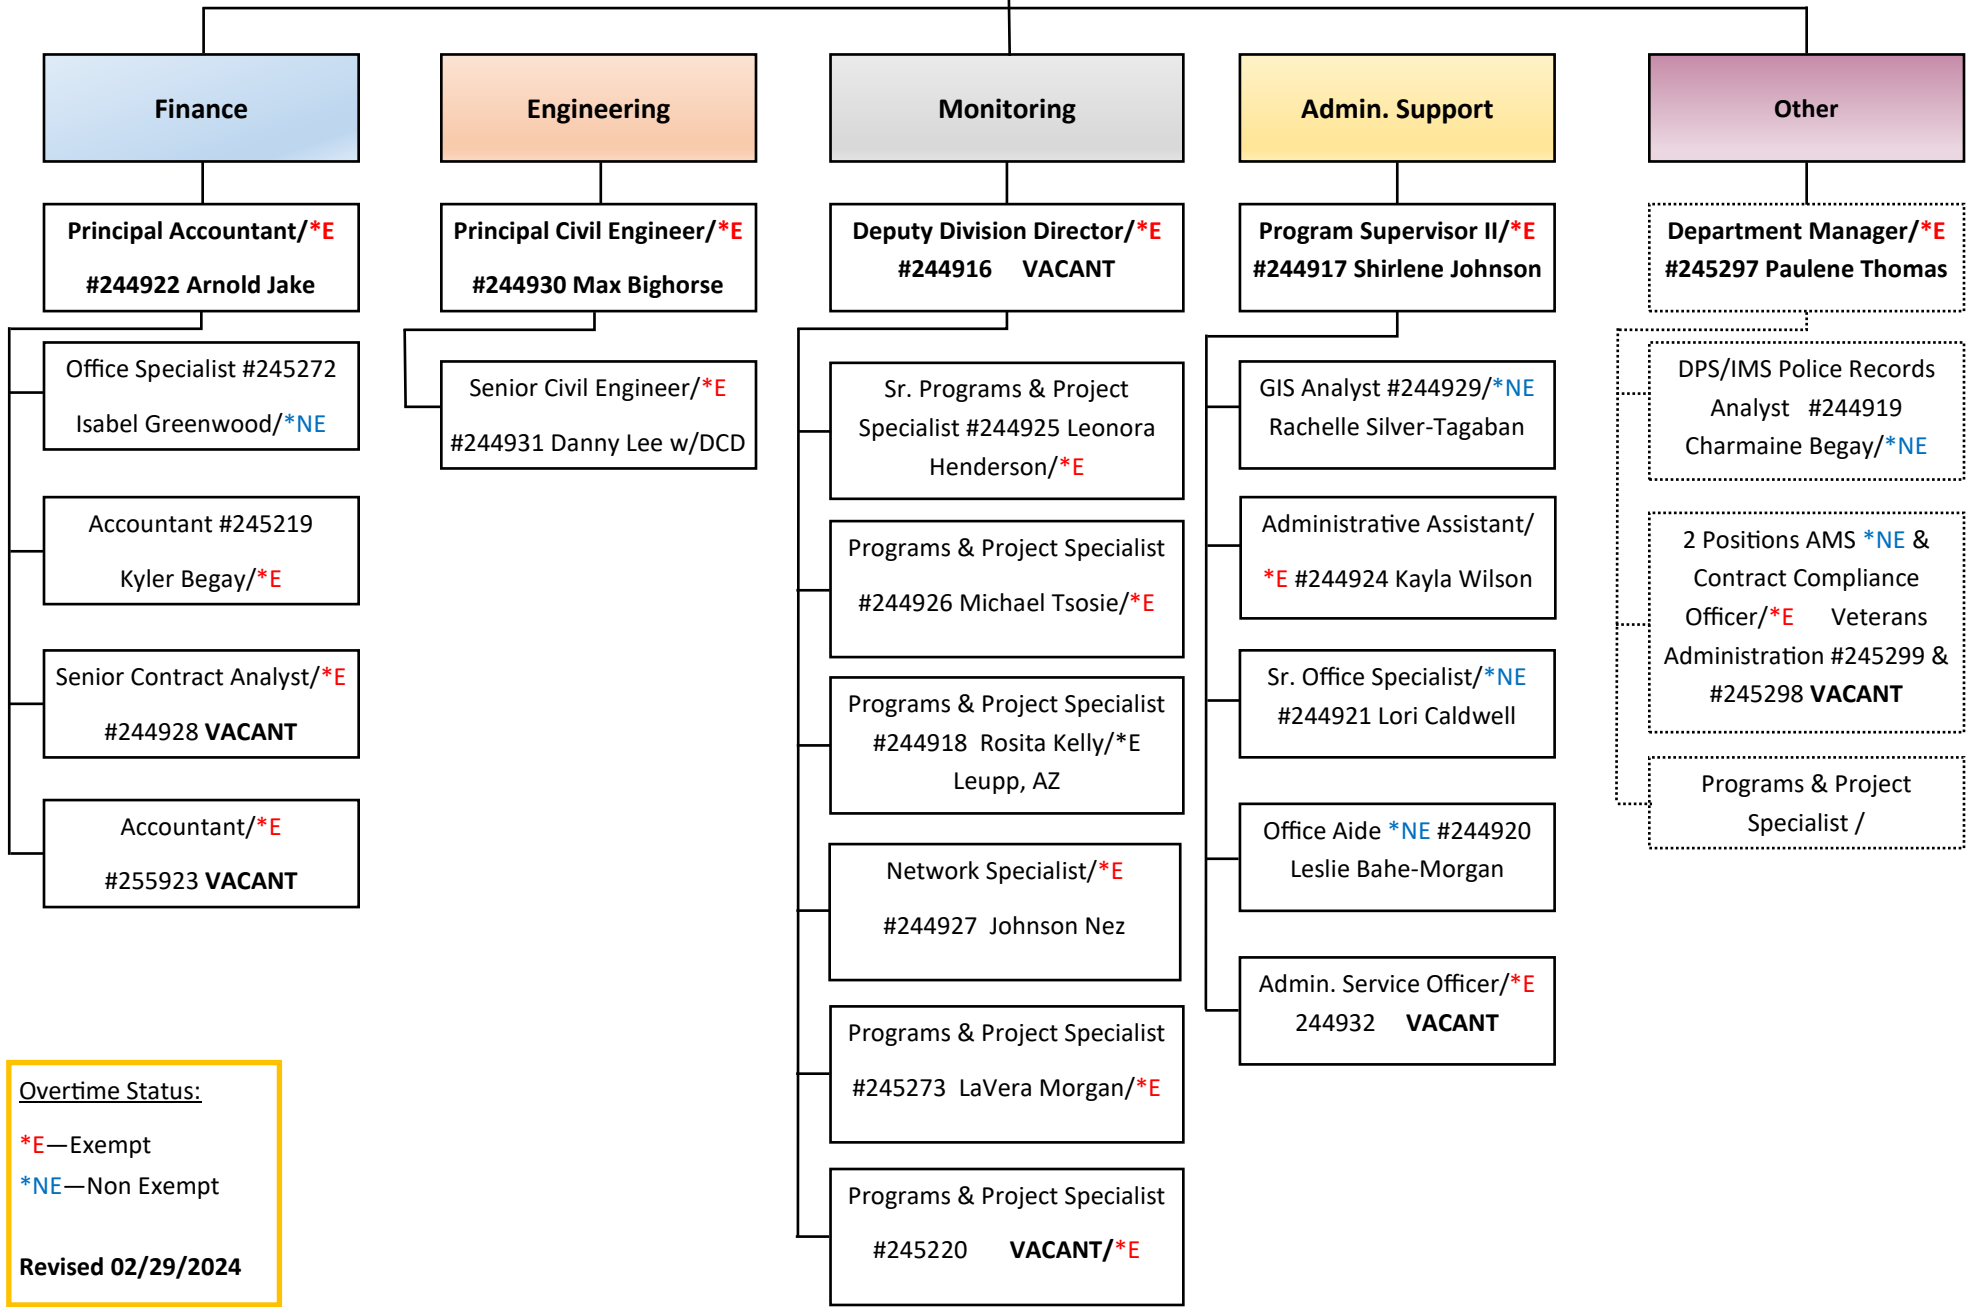 Finance
Engineering
Monitoring
Admin. Support
Other
Principal Accountant/*E
#244922 Arnold Jake
Office Specialist #245272
Isabel Greenwood/*NE
Accountant #245219
Kyler Begay/*E
Senior Contract Analyst/*E
#244928 VACANT
Accountant/*E
#255923 VACANT
Principal Civil Engineer/*E
#244930 Max Bighorse
Senior Civil Engineer/*E
#244931 Danny Lee w/DCD
Deputy Division Director/*E
#244916 VACANT
Sr. Programs & Project
Specialist #244925 Leonora
Henderson/*E
Programs & Project Specialist
#244926 Michael Tsosie/*E
Programs & Project Specialist
#244918 Rosita Kelly/*E
Leupp, AZ
Network Specialist/*E
#244927 Johnson Nez
Programs & Project Specialist
#245273 LaVera Morgan/*E
Programs & Project Specialist
#245220 VACANT/*E
Program Supervisor II/*E
#244917 Shirlene Johnson
GIS Analyst #244929/*NE
Rachelle Silver-Tagaban
Administrative Assistant/
*E #244924 Kayla Wilson
Sr. Office Specialist/*NE
#244921 Lori Caldwell
Office Aide *NE #244920
Leslie Bahe-Morgan
Admin. Service Officer/*E
244932 VACANT
Department Manager/*E
#245297 Paulene Thomas
DPS/IMS Police Records
Analyst #244919
Charmaine Begay/*NE
2 Positions AMS *NE &
Contract Compliance
Officer/*E Veterans
Administration #245299 &
#245298 VACANT
Programs & Project
Specialist /
Overtime Status:
*E—Exempt
*NE—Non Exempt
Revised 02/29/2024